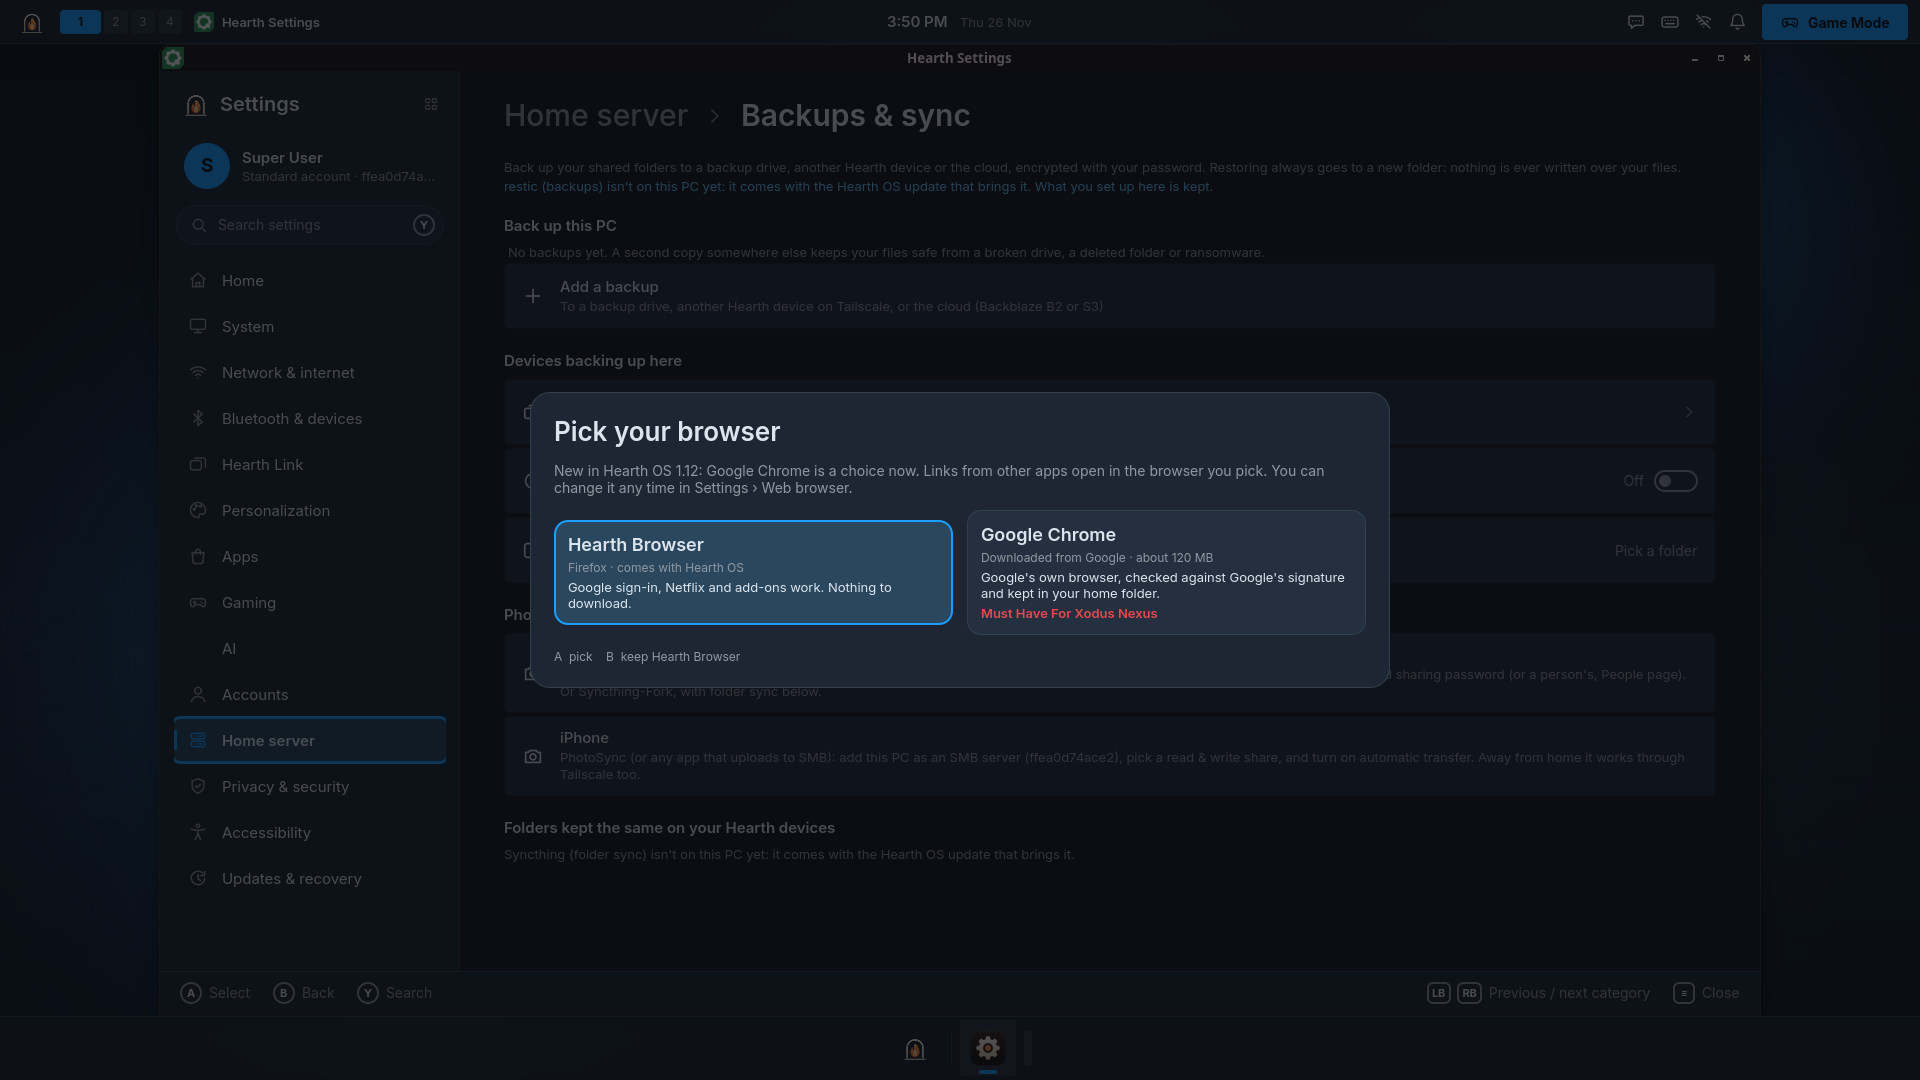 1 2 3 4 Hearth Settings
3:50 PM Thu 26 Nov
Game Mode
Hearth Settings
Settings
S
Super User
Standard account · ffea0d74a...
Search settings Y
Home
System
Network & internet
Bluetooth & devices
Hearth Link
Personalization
Apps
Gaming
AI
Accounts
Home server
Privacy & security
Accessibility
Updates & recovery
Home server > Backups & sync
Back up your shared folders to a backup drive, another Hearth device or the cloud, encrypted with your password. Restoring always goes to a new folder: nothing is ever written over your files.
restic (backups) isn't on this PC yet: it comes with the Hearth OS update that brings it. What you set up here is kept.
Back up this PC
No backups yet. A second copy somewhere else keeps your files safe from a broken drive, a deleted folder or ransomware.
Add a backup
To a backup drive, another Hearth device on Tailscale, or the cloud (Backblaze B2 or S3)
Devices backing up here
Off
Pick a folder
Pick your browser
New in Hearth OS 1.12: Google Chrome is a choice now. Links from other apps open in the browser you pick. You can
change it any time in Settings › Web browser.
Hearth Browser
Firefox · comes with Hearth OS
Google sign-in, Netflix and add-ons work. Nothing to
download.
Google Chrome
Downloaded from Google · about 120 MB
Google's own browser, checked against Google's signature
and kept in your home folder.
Must Have For Xodus Nexus
A pick B keep Hearth Browser
Pho
sharing password (or a person's, People page).
Or Syncthing-Fork, with folder sync below.
iPhone
PhotoSync (or any app that uploads to SMB): add this PC as an SMB server (ffea0d74ace2), pick a read & write share, and turn on automatic transfer. Away from home it works through
Tailscale too.
Folders kept the same on your Hearth devices
Syncthing (folder sync) isn't on this PC yet: it comes with the Hearth OS update that brings it.
A Select B Back Y Search
LB RB Previous / next category ≡ Close